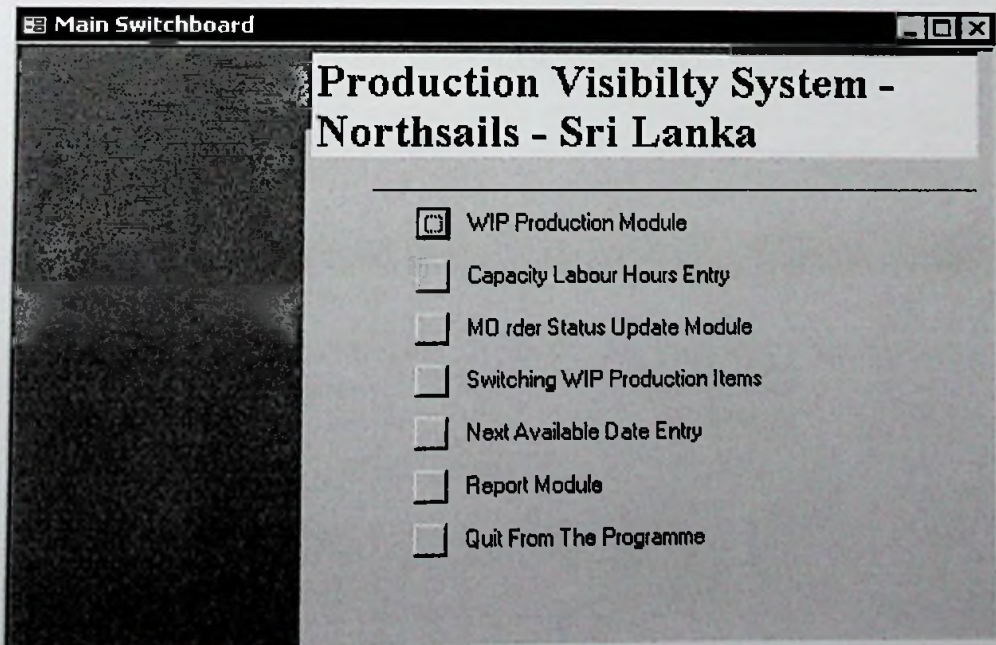 Main Switchboard
Production Visibilty System -
Northsails - Sri Lanka
WIP Production Module
Capacity Labour Hours Entry
MO rder Status Update Module
Switching WIP Production Items
Next Available Date Entry
Report Module
Quit From The Programme